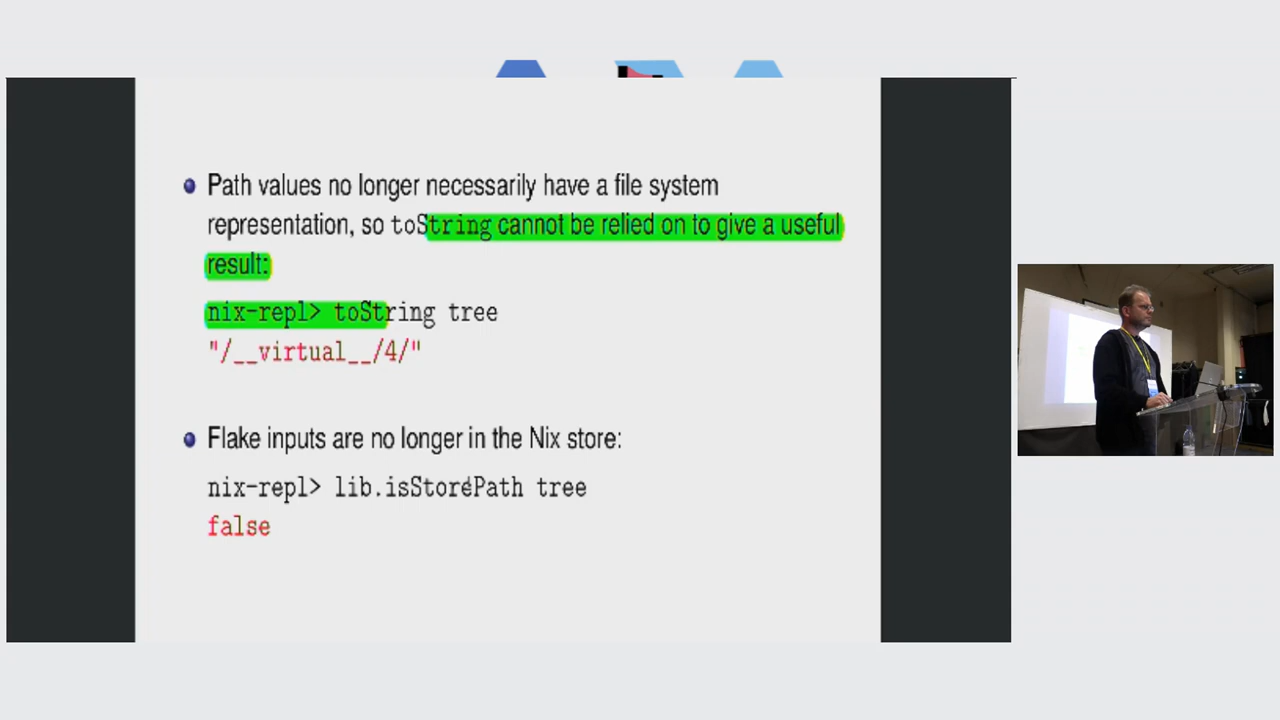 Path values no longer necessarily have a file system
representation, so toString cannot be relied on to give a useful
result:
nix-repl> toString tree
"/__virtual__/4/"
Flake inputs are no longer in the Nix store:
nix-repl> lib.isStorePath tree
false